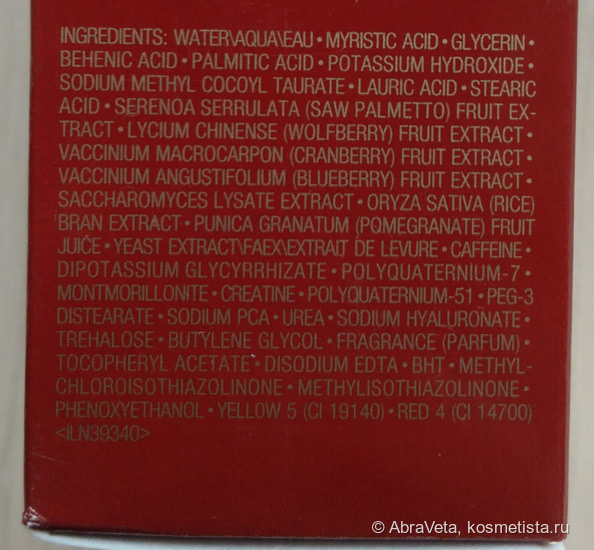 INGREDIENTS: WATER\AQUA\EAU • MYRISTIC ACID • GLYCERIN •
BEHENIC ACID • PALMITIC ACID • POTASSIUM HYDROXIDE •
SODIUM METHYL COCOYL TAURATE • LAURIC ACID • STEARIC
ACID • SERENOA SERRULATA (SAW PALMETTO) FRUIT EX-
TRACT • LYCIUM CHINENSE (WOLFBERRY) FRUIT EXTRACT •
VACCINIUM MACROCARPON (CRANBERRY) FRUIT EXTRACT •
VACCINIUM ANGUSTIFOLIUM (BLUEBERRY) FRUIT EXTRACT •
SACCHAROMYCES LYSATE EXTRACT • ORYZA SATIVA (RICE)
BRAN EXTRACT • PUNICA GRANATUM (POMEGRANATE) FRUIT
JUICE • YEAST EXTRACT\FAEX\EXTRAIT DE LEVURE • CAFFEINE •
DIPOTASSIUM GLYCYRRHIZATE • POLYQUATERNIUM-7 •
MONTMORILLONITE • CREATINE • POLYQUATERNIUM-51 • PEG-3
DISTEARATE • SODIUM PCA • UREA • SODIUM HYALURONATE •
TREHALOSE • BUTYLENE GLYCOL • FRAGRANCE (PARFUM) •
TOCOPHERYL ACETATE • DISODIUM EDTA • BHT • METHYL-
CHLOROISOTHIAZOLINONE • METHYLISOTHIAZOLINONE •
PHENOXYETHANOL • YELLOW 5 (CI 19140) • RED 4 (CI 14700)
<ILN39340>
© AbraVeta, kosmetista.ru